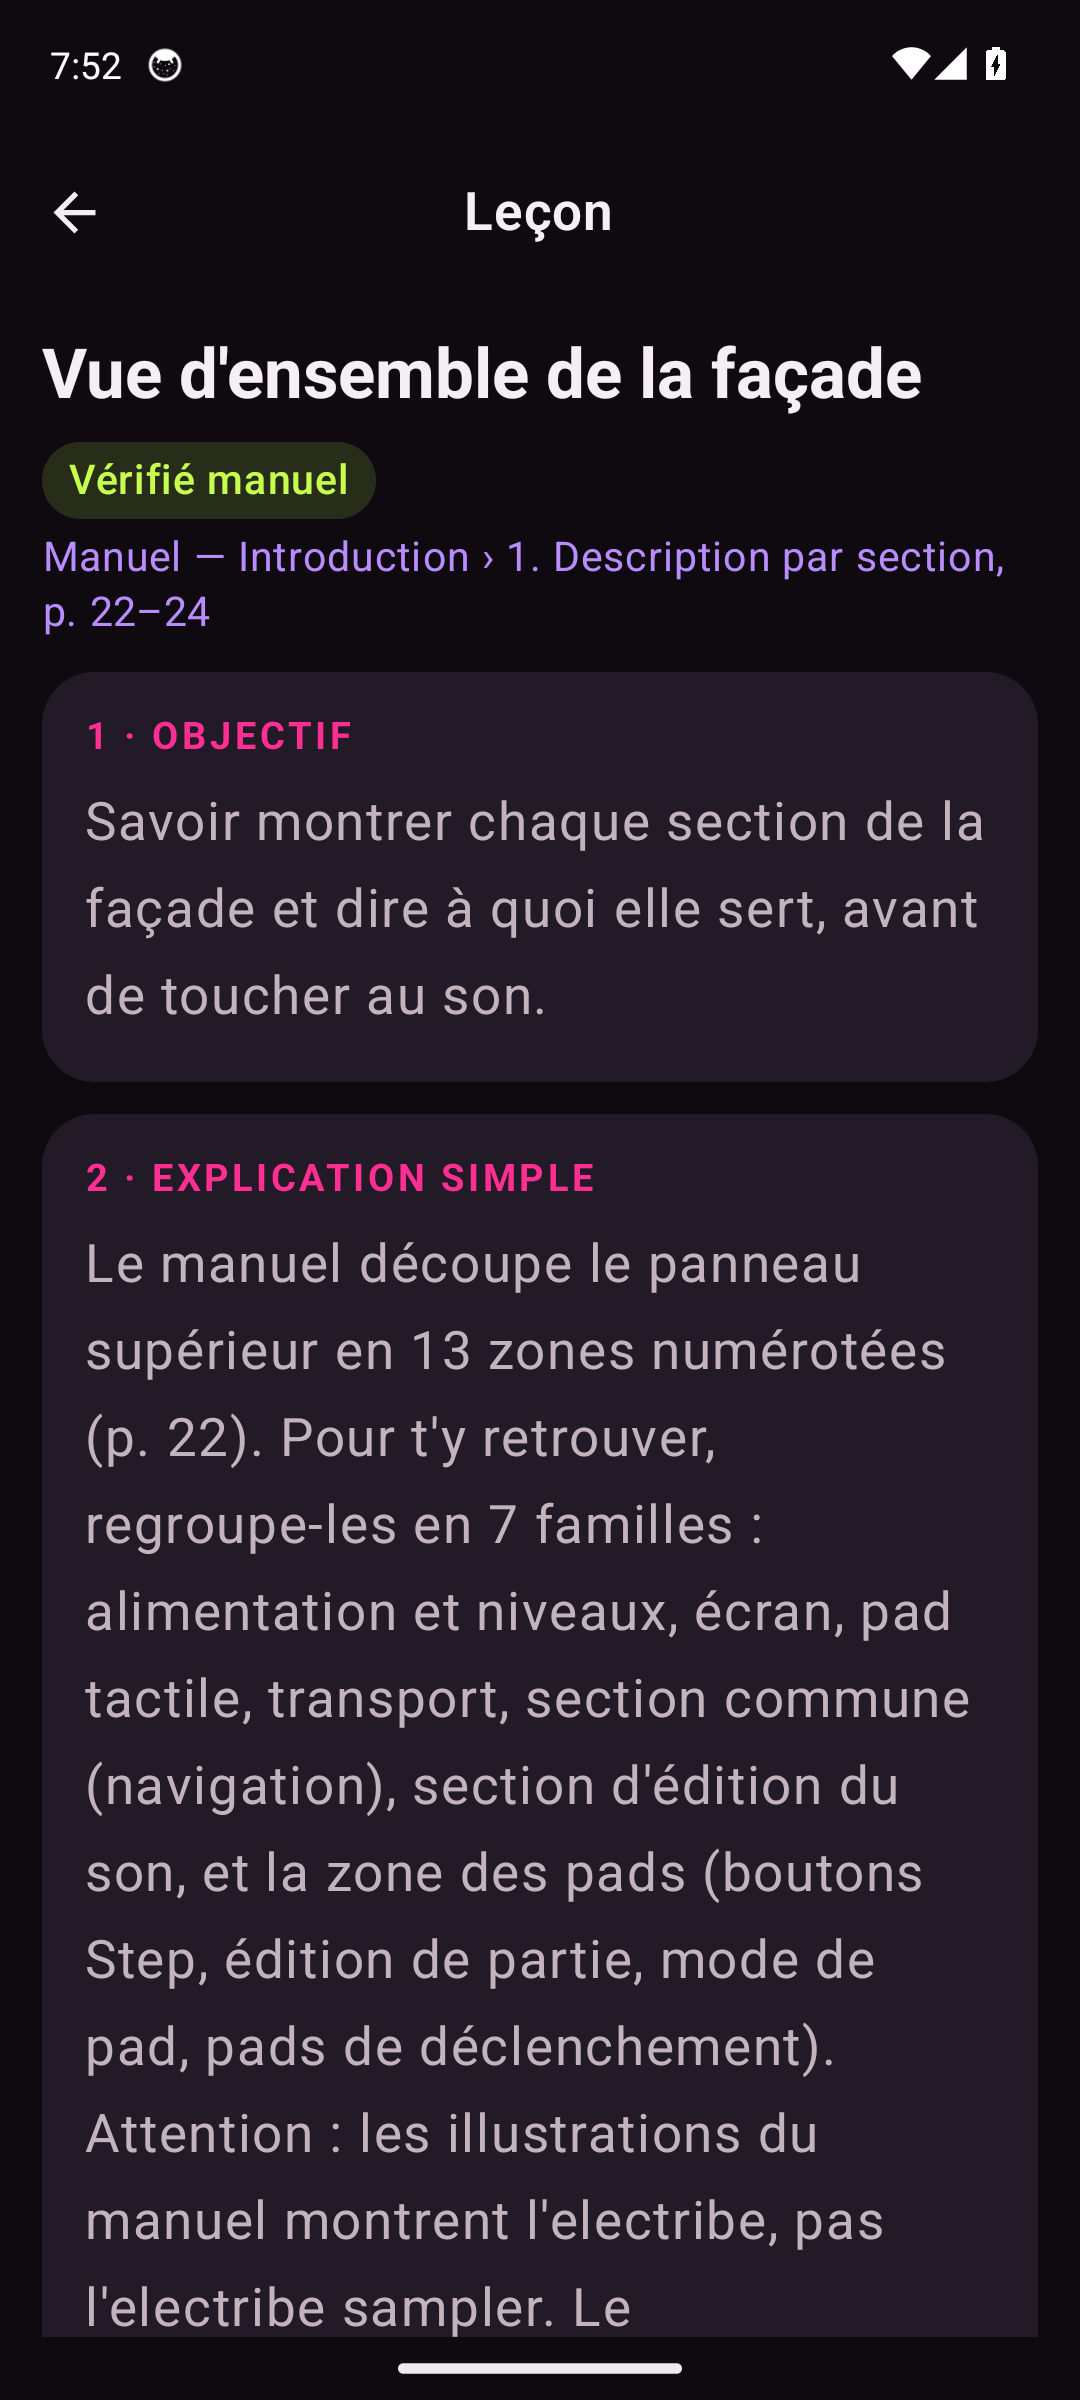 7:52
Leçon
Vue d'ensemble de la façade
Vérifié manuel
Manuel — Introduction › 1. Description par section,
p. 22–24
1 · OBJECTIF
Savoir montrer chaque section de la
façade et dire à quoi elle sert, avant
de toucher au son.
2 · EXPLICATION SIMPLE
Le manuel découpe le panneau
supérieur en 13 zones numérotées
(p. 22). Pour t'y retrouver,
regroupe-les en 7 familles :
alimentation et niveaux, écran, pad
tactile, transport, section commune
(navigation), section d'édition du
son, et la zone des pads (boutons
Step, édition de partie, mode de
pad, pads de déclenchement).
Attention : les illustrations du
manuel montrent l'electribe, pas
l'electribe sampler. Le